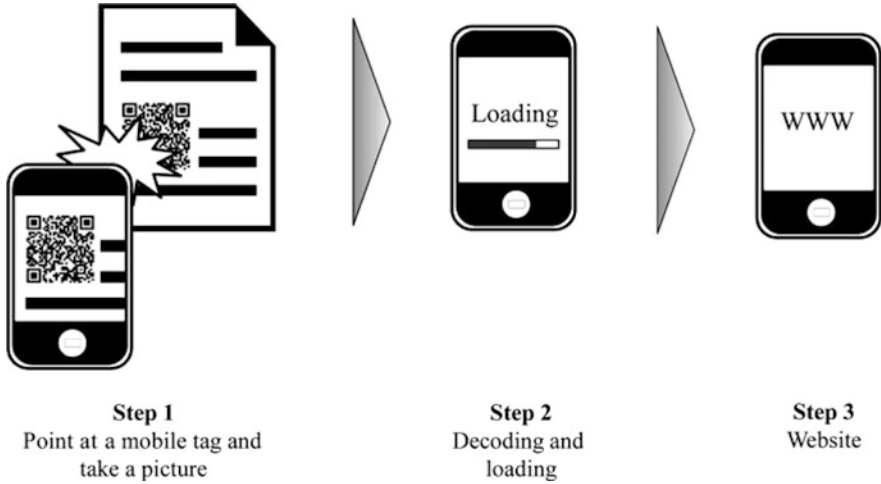 Loading
WWW
Step 1
Point at a mobile tag and
take a picture
Step 2
Decoding and
loading
Step 3
Website